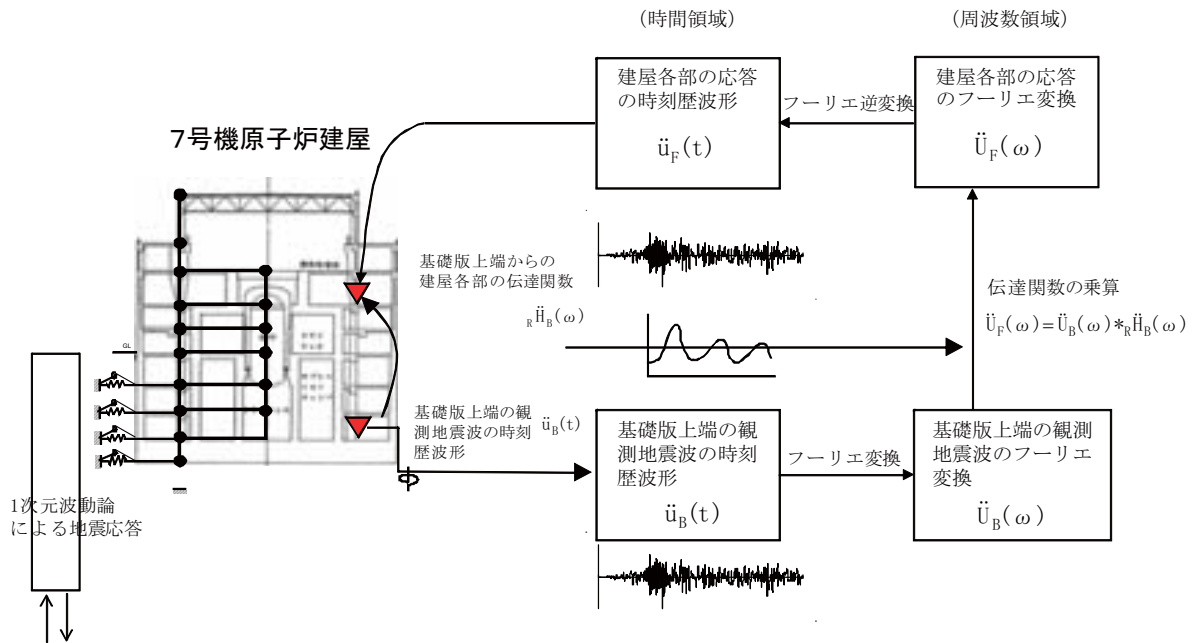 (時間領域)
(周波数領域)
建屋各部の応答
の時刻歴波形
ü_F(t)
フーリエ逆変換
建屋各部の応答
のフーリエ変換
Ü_F(ω)
7号機原子炉建屋
基礎版上端からの
建屋各部の伝達関数
_RḦ_B(ω)
伝達関数の乗算
Ü_F(ω)=Ü_B(ω)*_RḦ_B(ω)
GL
基礎版上端の観
測地震波の時刻
歴波形
ü_B(t)
基礎版上端の観
測地震波の時刻
歴波形
ü_B(t)
フーリエ変換
基礎版上端の観測
地震波のフーリエ
変換
Ü_B(ω)
1次元波動論
による地震応答